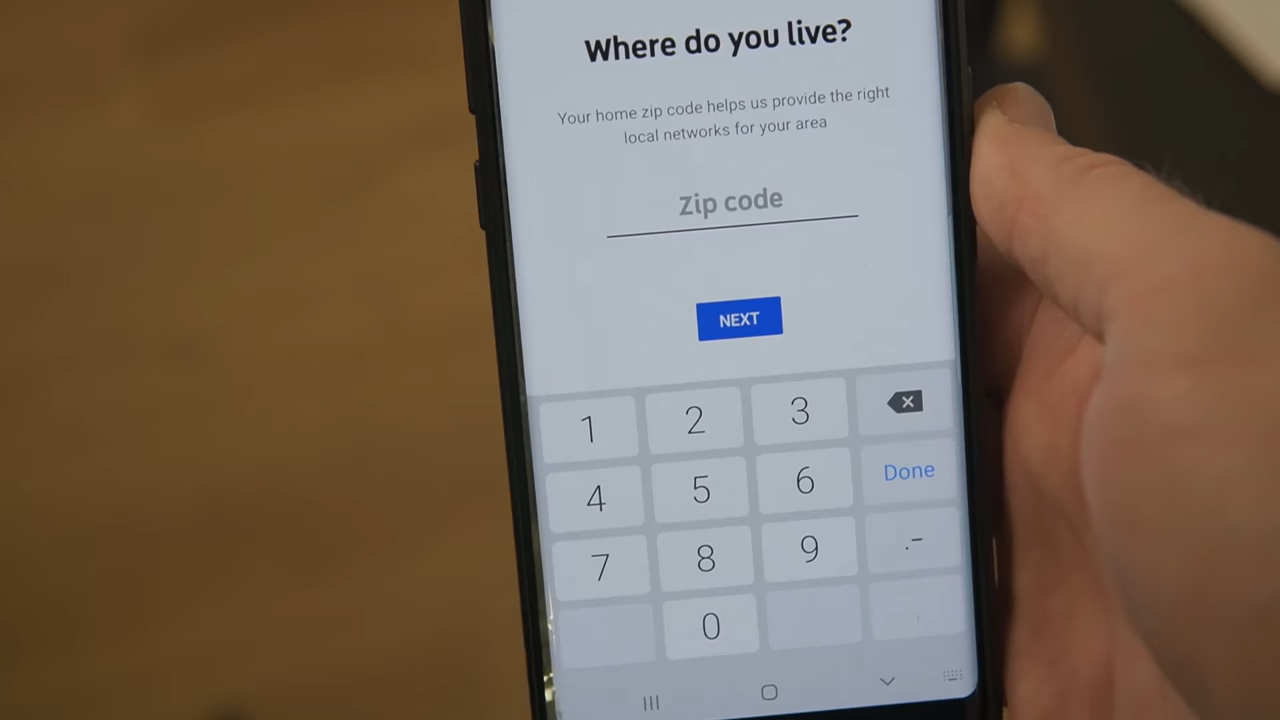 Where do you live?
Your home zip code helps us provide the right
local networks for your area
Zip code
NEXT
1 2 3
4 5 6 Done
7 8 9 .-
0 ,